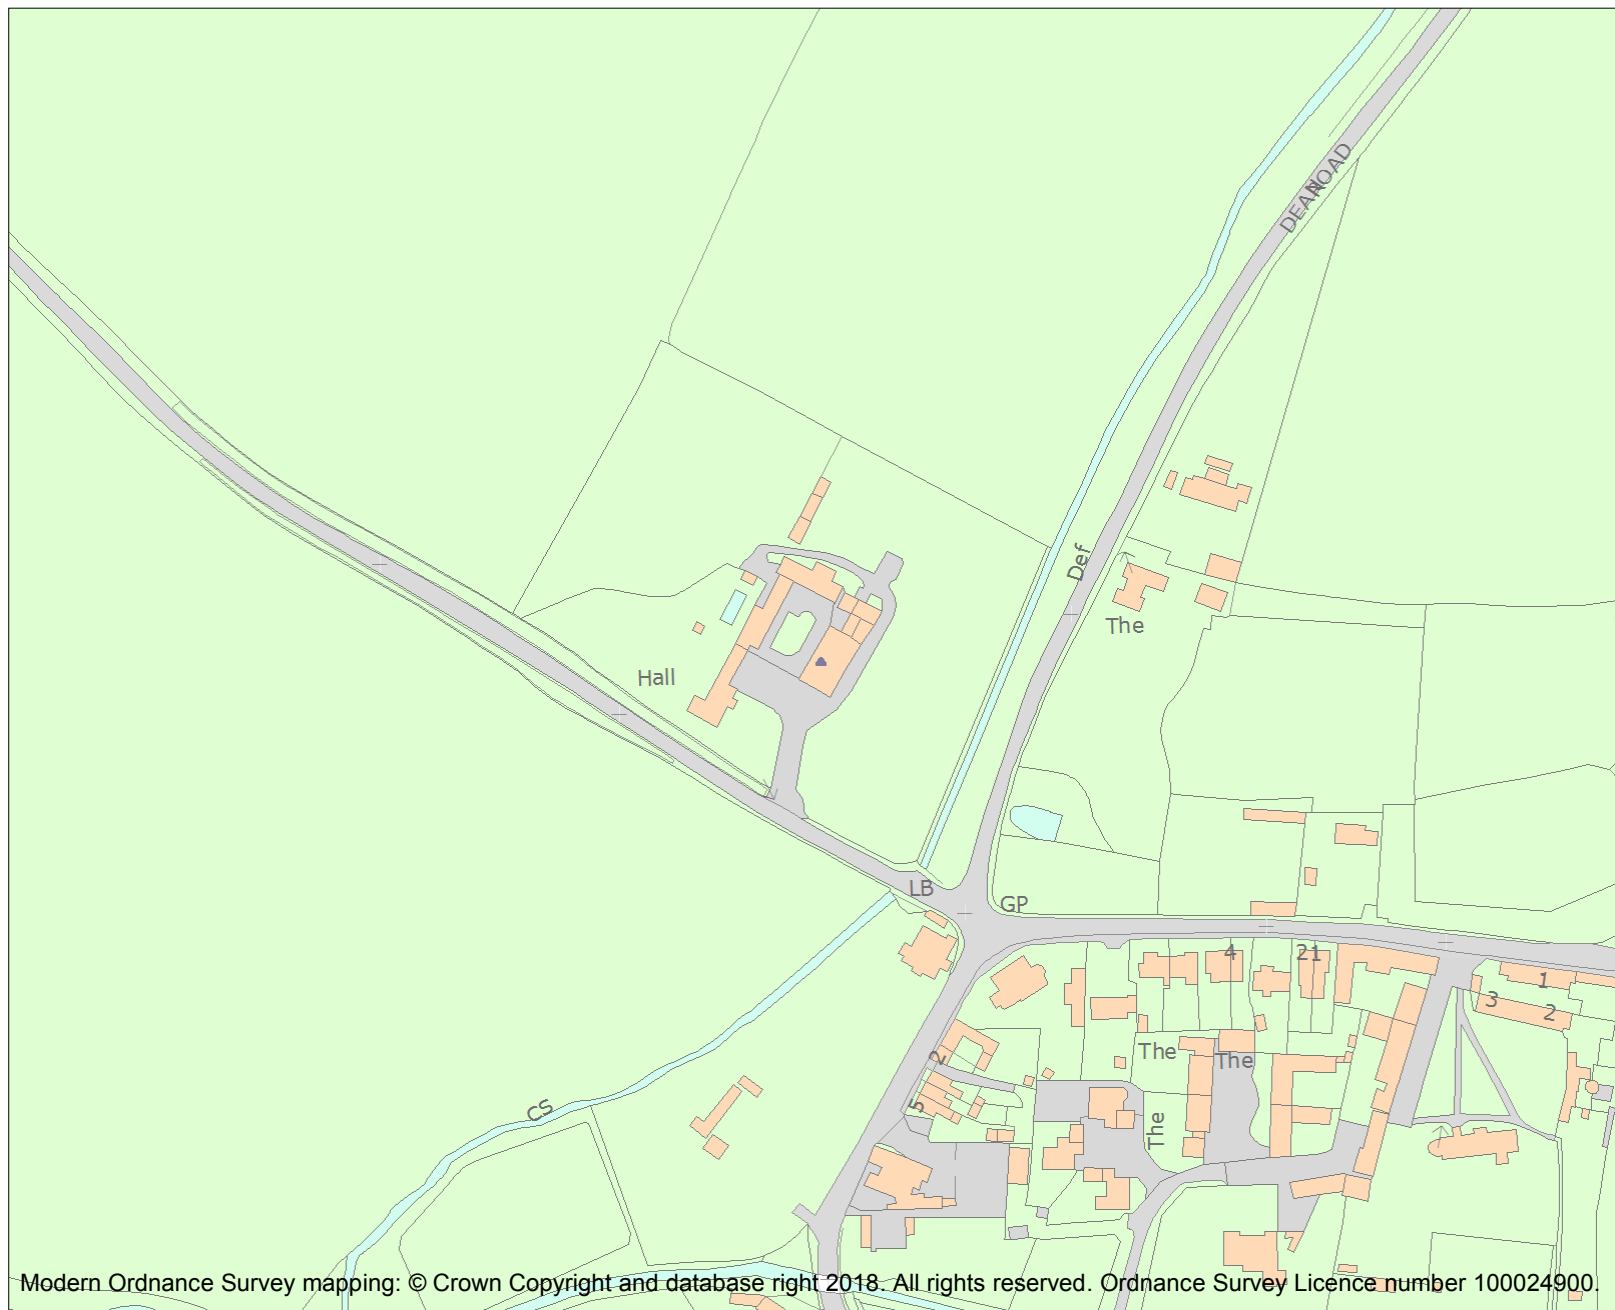 DEAN ROAD
Def
The
Hall
LB
GP
4
21
1
3
2
2
The
The
5
CS
The
Modern Ordnance Survey mapping: © Crown Copyright and database right 2018. All rights reserved. Ordnance Survey Licence number 100024900.